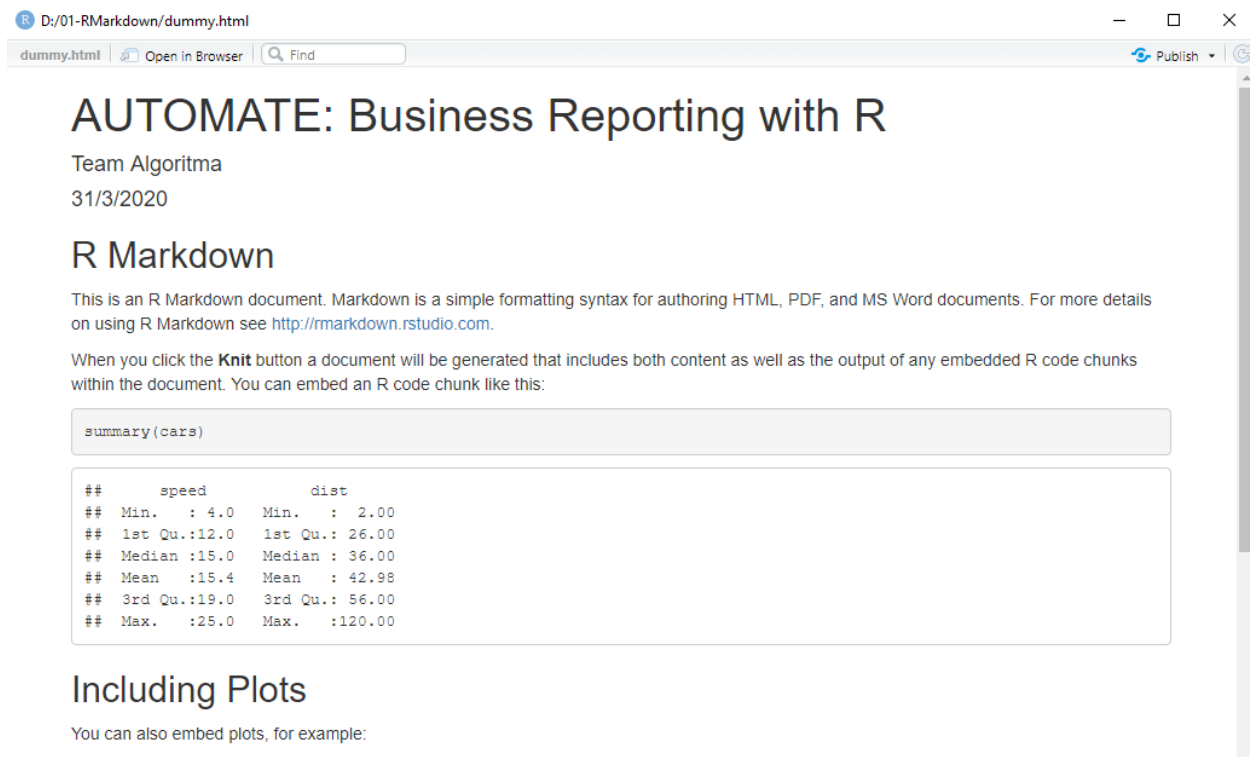 R D:/01-RMarkdown/dummy.html
dummy.html Open in Browser Find Publish
AUTOMATE: Business Reporting with R
Team Algoritma
31/3/2020
R Markdown
This is an R Markdown document. Markdown is a simple formatting syntax for authoring HTML, PDF, and MS Word documents. For more details
on using R Markdown see http://rmarkdown.rstudio.com.
When you click the Knit button a document will be generated that includes both content as well as the output of any embedded R code chunks
within the document. You can embed an R code chunk like this:
summary(cars)
##      speed           dist
##  Min.   : 4.0   Min.   :  2.00
##  1st Qu.:12.0   1st Qu.: 26.00
##  Median :15.0   Median : 36.00
##  Mean   :15.4   Mean   : 42.98
##  3rd Qu.:19.0   3rd Qu.: 56.00
##  Max.   :25.0   Max.   :120.00
Including Plots
You can also embed plots, for example: